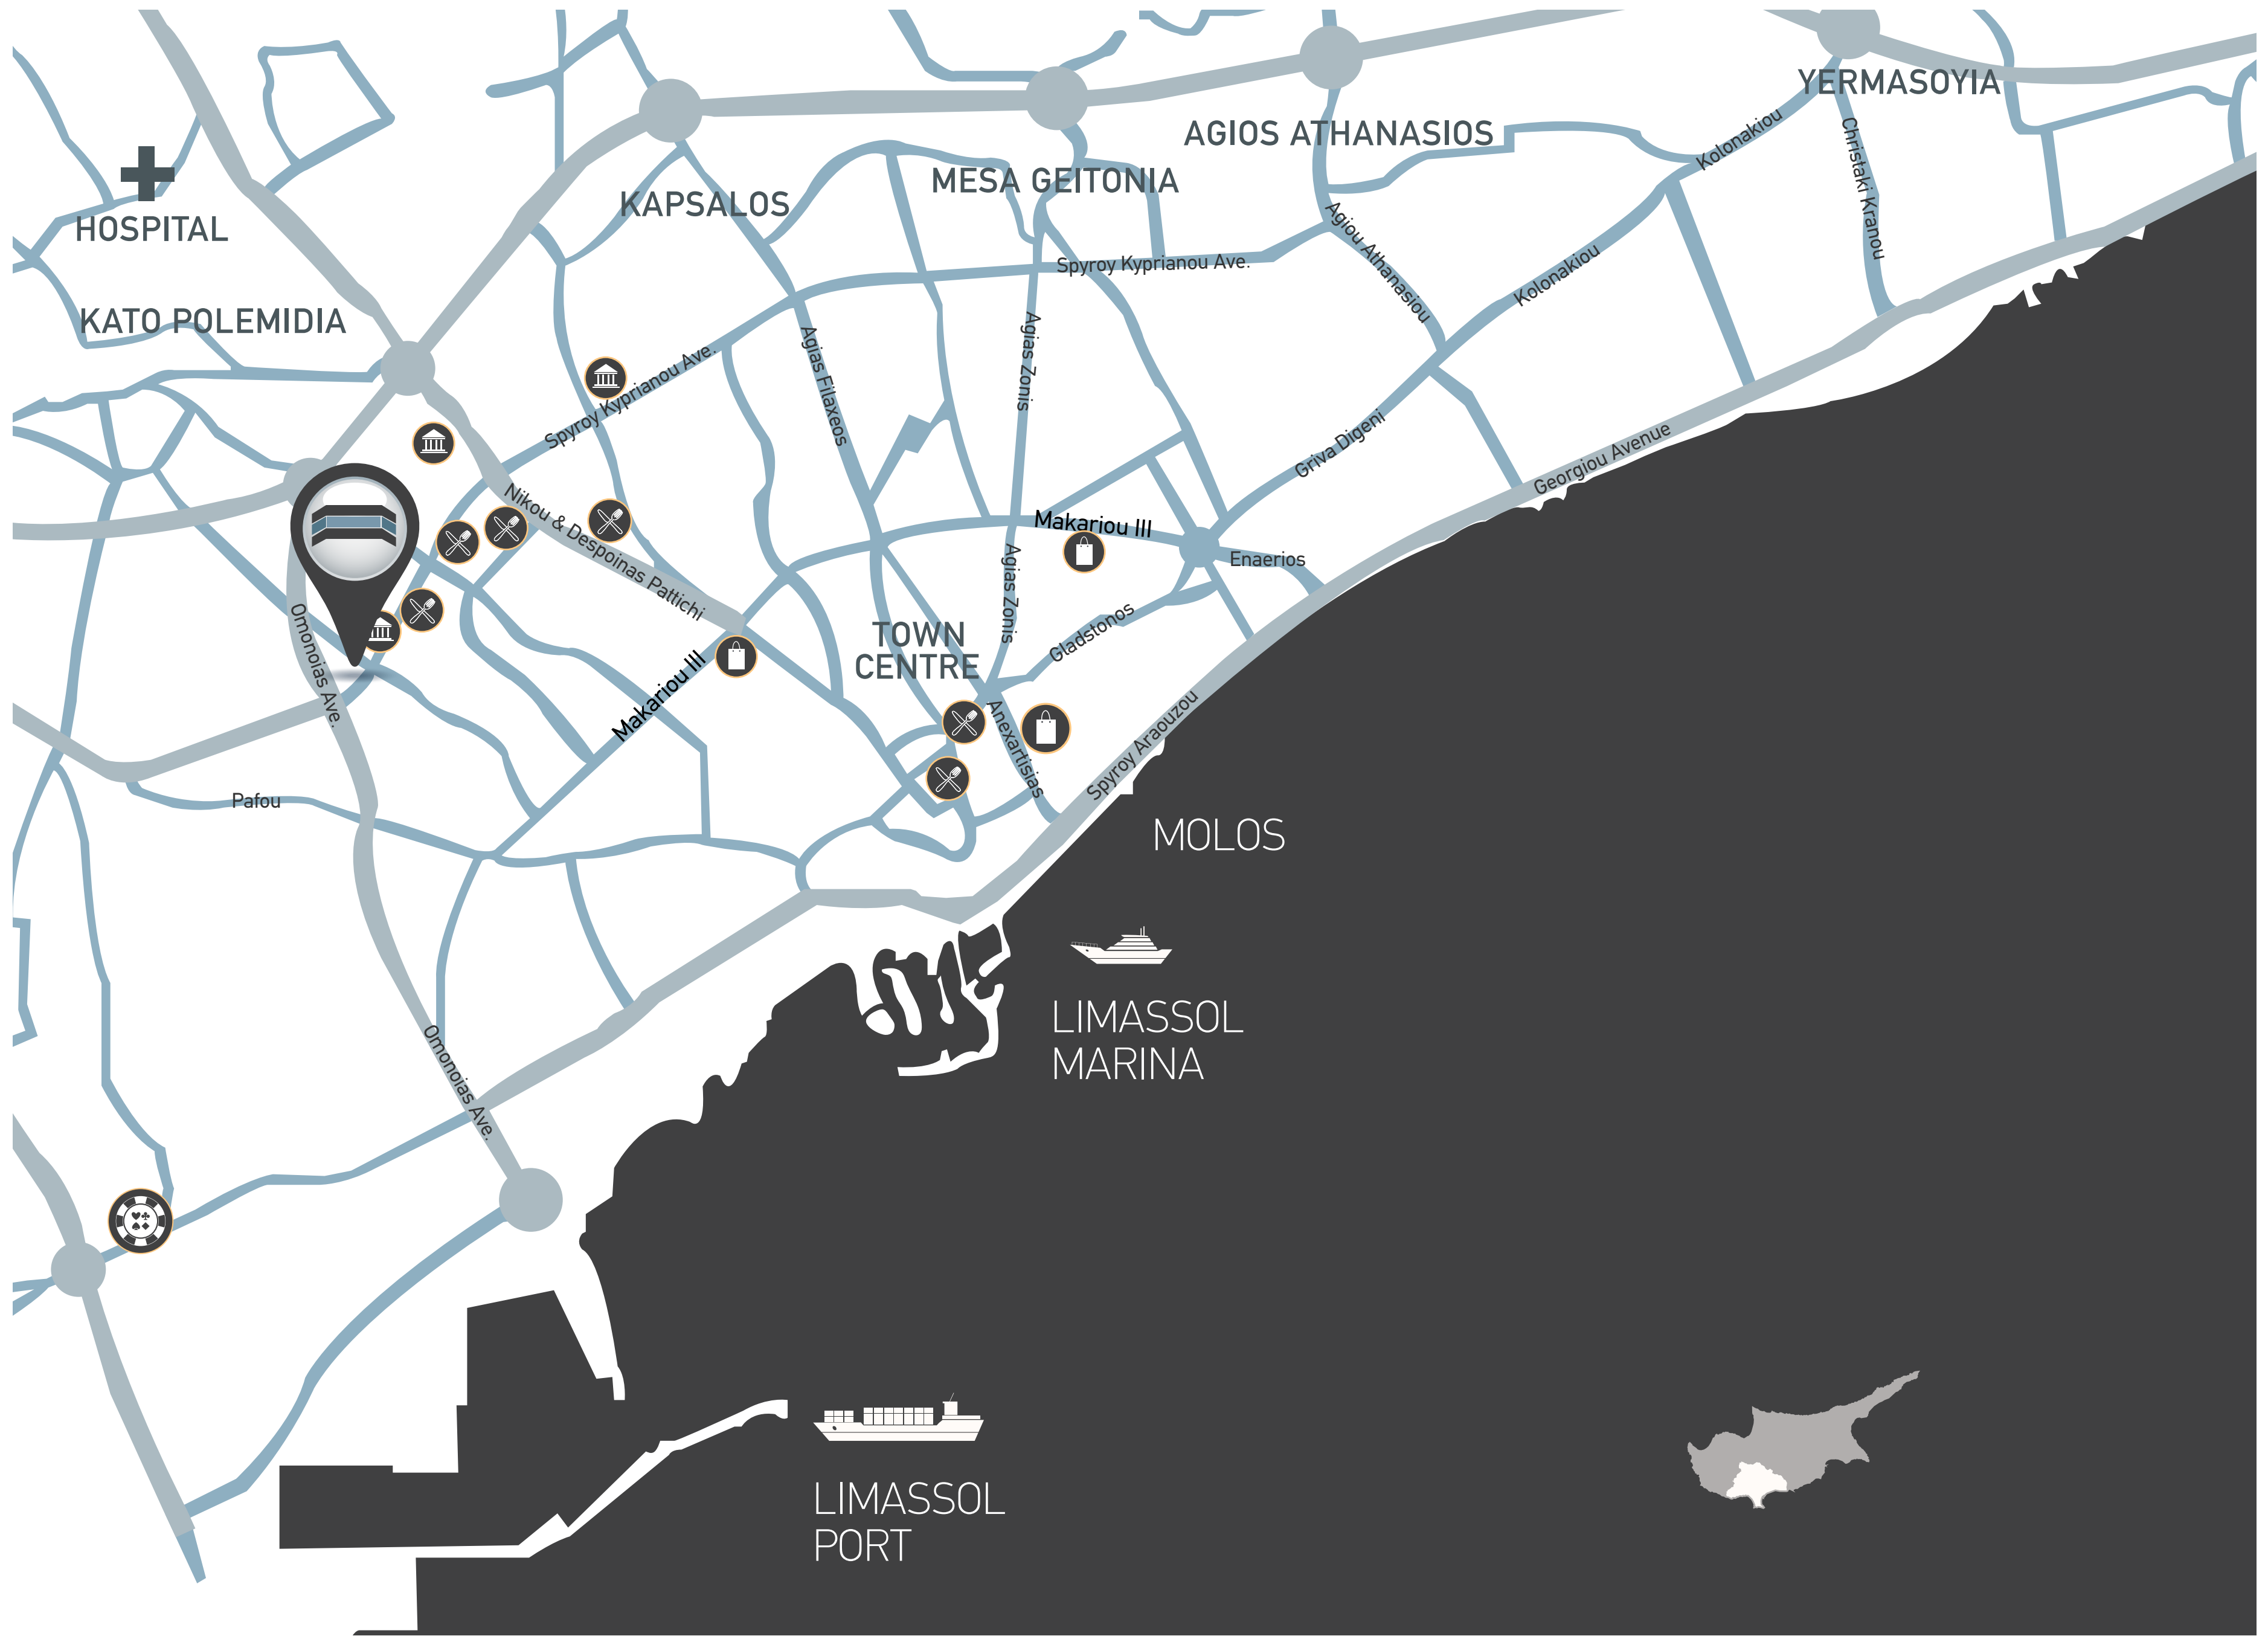 YERMASOYIA
AGIOS ATHANASIOS
Kolonakiou
Christaki Kranou
MESA GEITONIA
KAPSALOS
HOSPITAL
Agiou Athanasiou
Spyroy Kyprianou Ave.
Kolonakiou
KATO POLEMIDIA
Agias Zonis
Agias Filaxeos
Spyroy Kyprianou Ave.
Griva Digeni
Georgiou Avenue
Nikou & Despoinas Pattichi
Makariou III
Enaerios
Agias Zonis
Gladstonos
TOWN
CENTRE
Omonoias Ave.
Makariou III
Anexartisias
Spyroy Araouzou
Pafou
MOLOS
LIMASSOL
MARINA
Omonoias Ave.
LIMASSOL
PORT